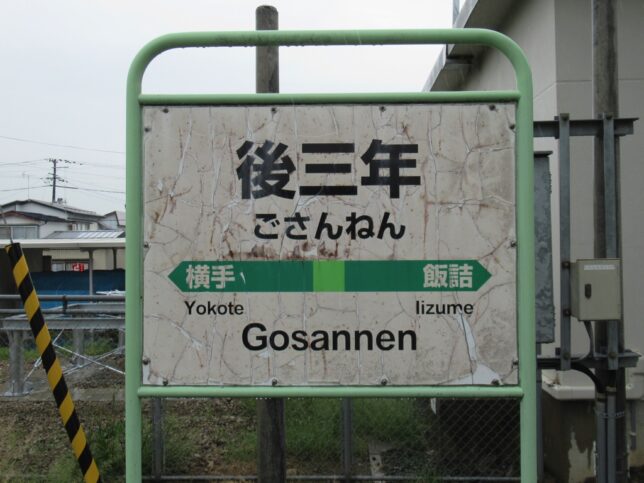 後三年
ごさんねん
横手 飯詰
Yokote Iizume
Gosannen